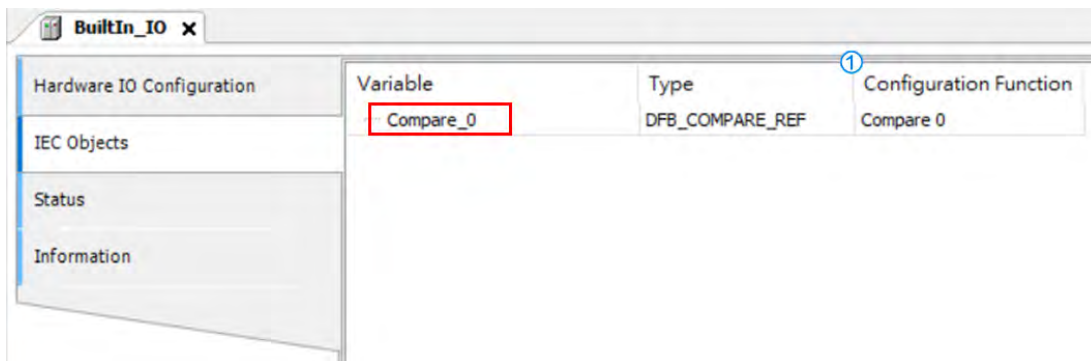 BuiltIn_IO X
Hardware IO Configuration
IEC Objects
Status
Information
Variable Type ① Configuration Function
Compare_0 DFB_COMPARE_REF Compare 0